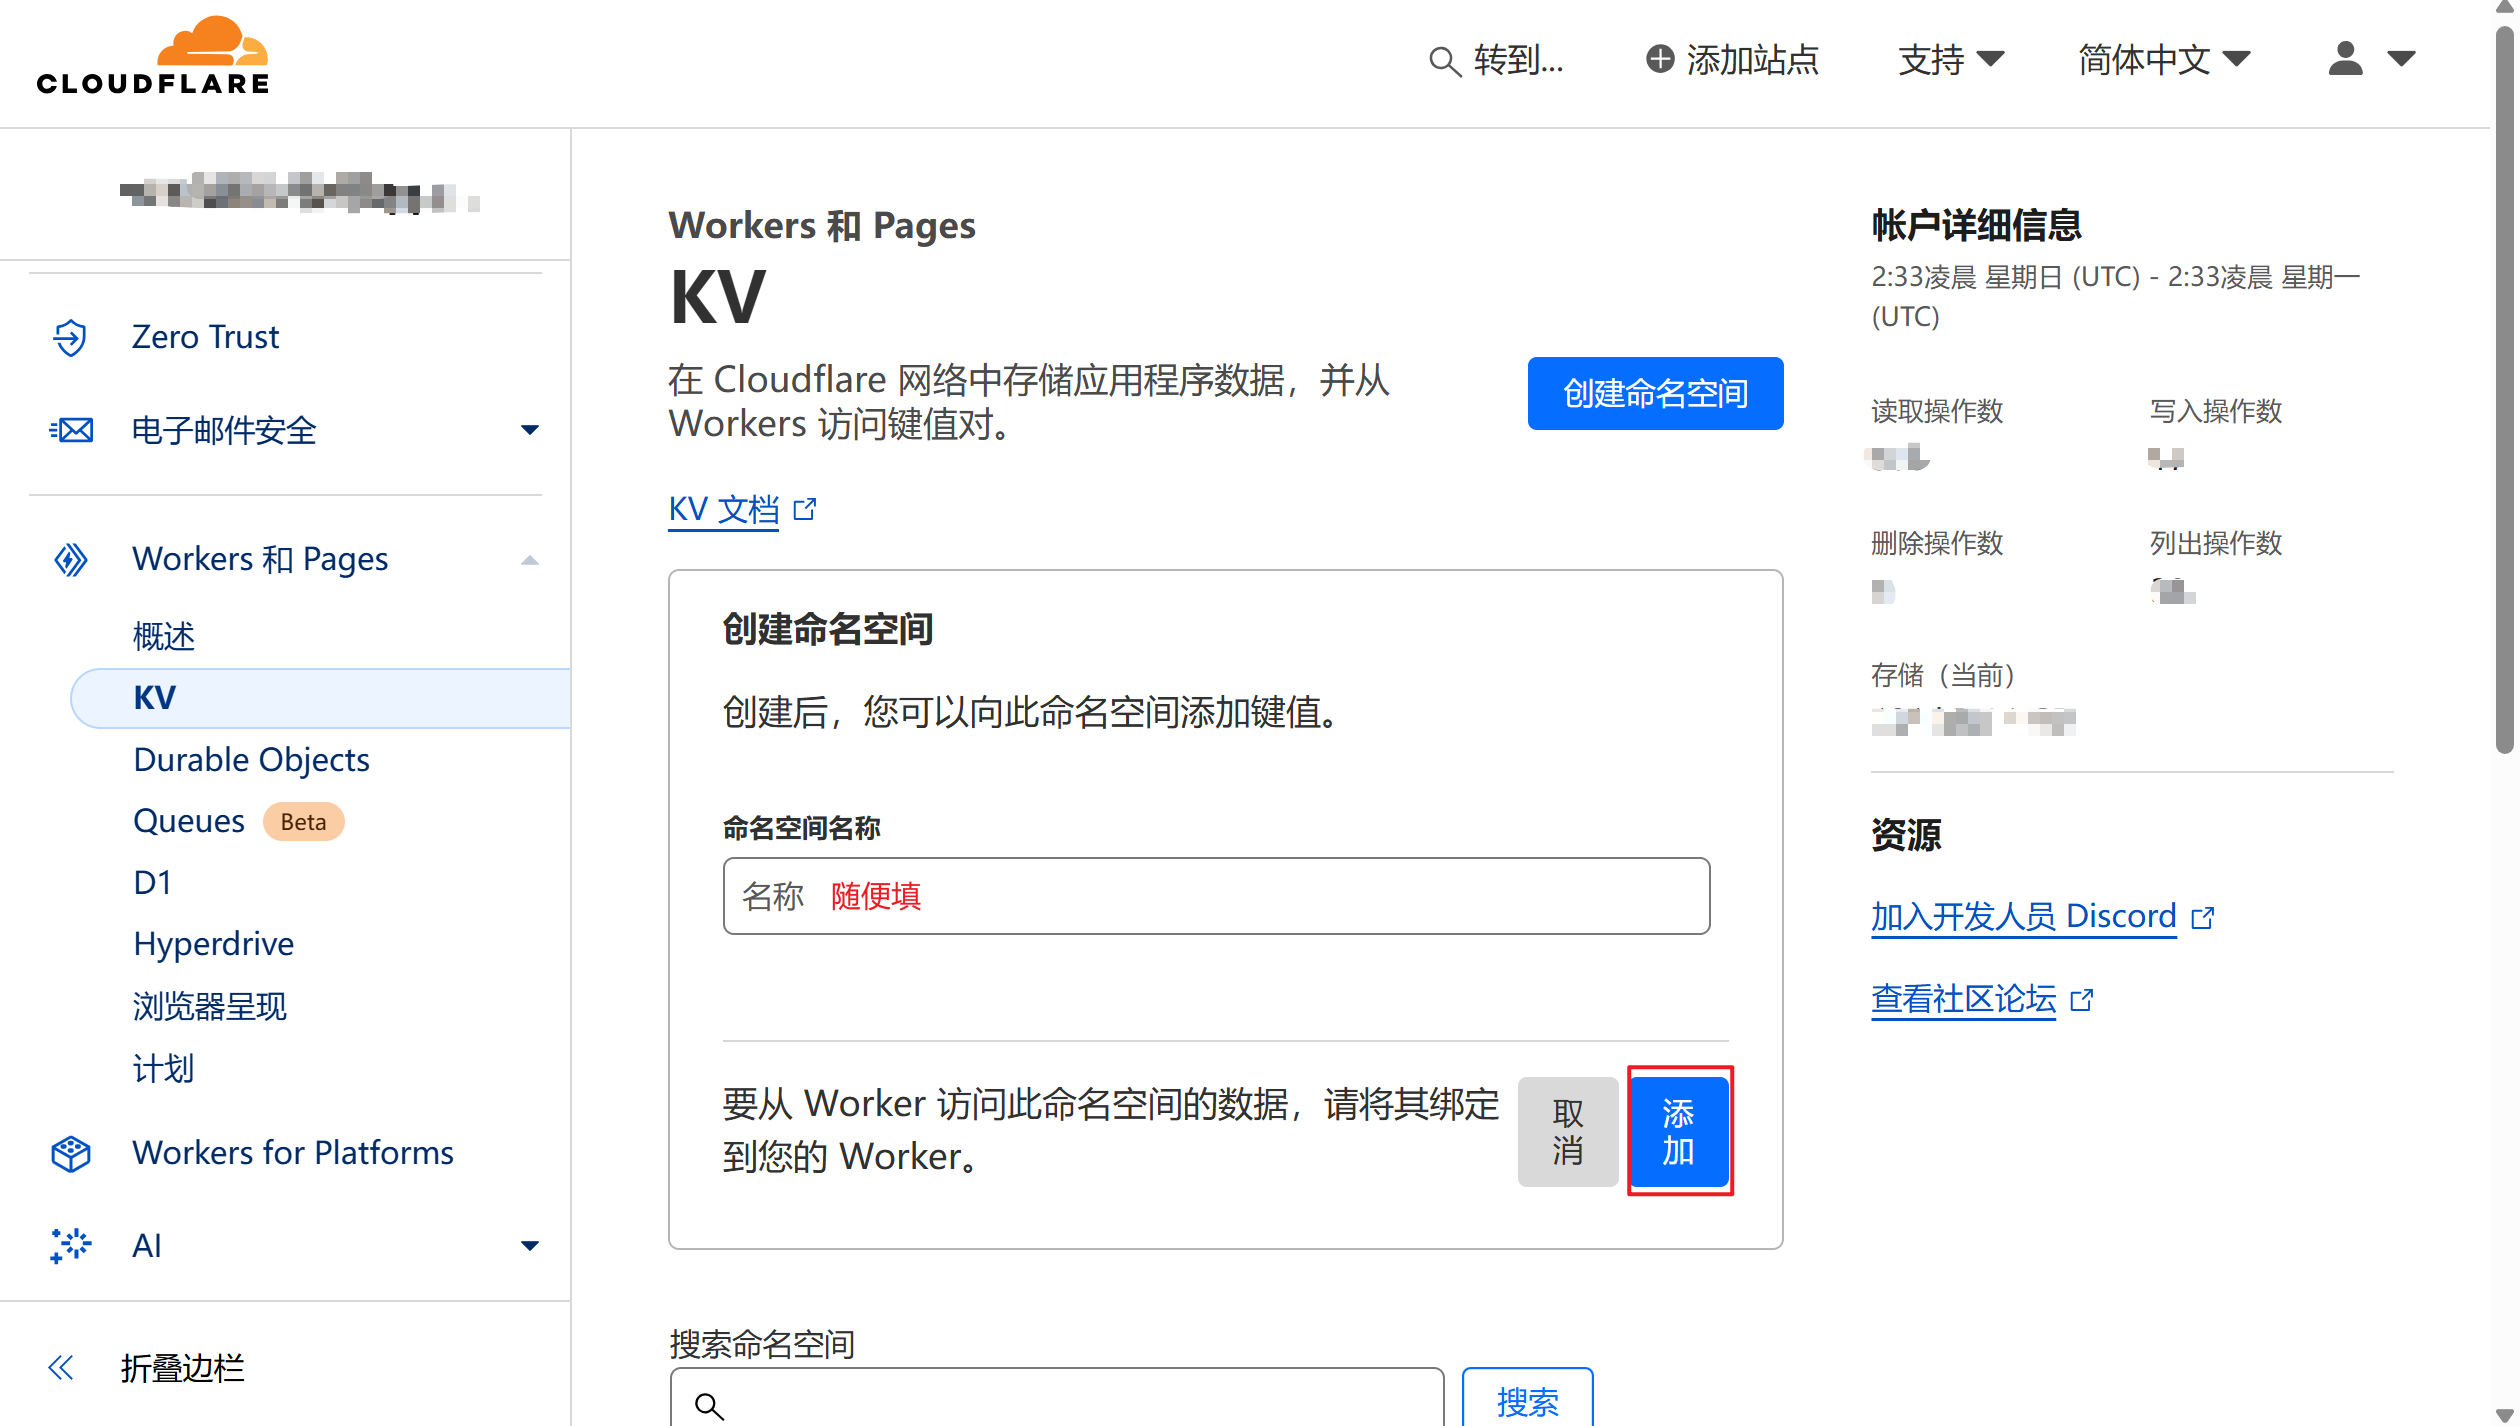 CLOUDFLARE
转到...
添加站点
支持
简体中文
Zero Trust
电子邮件安全
Workers 和 Pages
概述
KV
Durable Objects
Queues Beta
D1
Hyperdrive
浏览器呈现
计划
Workers for Platforms
AI
折叠边栏
Workers 和 Pages
KV
在 Cloudflare 网络中存储应用程序数据，并从
Workers 访问键值对。
创建命名空间
KV 文档
创建命名空间
创建后，您可以向此命名空间添加键值。
命名空间名称
名称 随便填
要从 Worker 访问此命名空间的数据，请将其绑定
到您的 Worker。
取
消
添
加
搜索命名空间
搜索
帐户详细信息
2:33凌晨 星期日 (UTC) - 2:33凌晨 星期一
(UTC)
读取操作数
写入操作数
删除操作数
列出操作数
存储（当前）
资源
加入开发人员 Discord
查看社区论坛